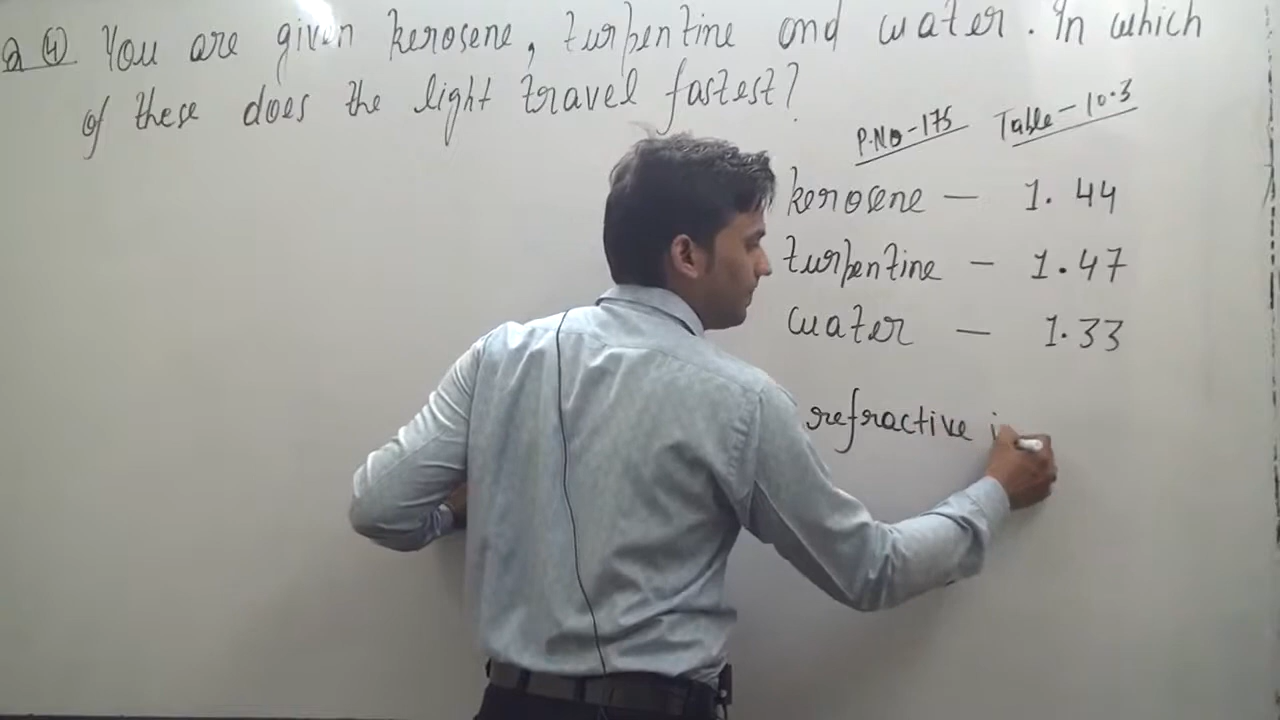 Q ④ You are given kerosene, turpentine and water. In which
of these does the light travel fastest?
P.No-175 Table-10.3
kerosene - 1.44
turpentine - 1.47
water - 1.33
refractive i